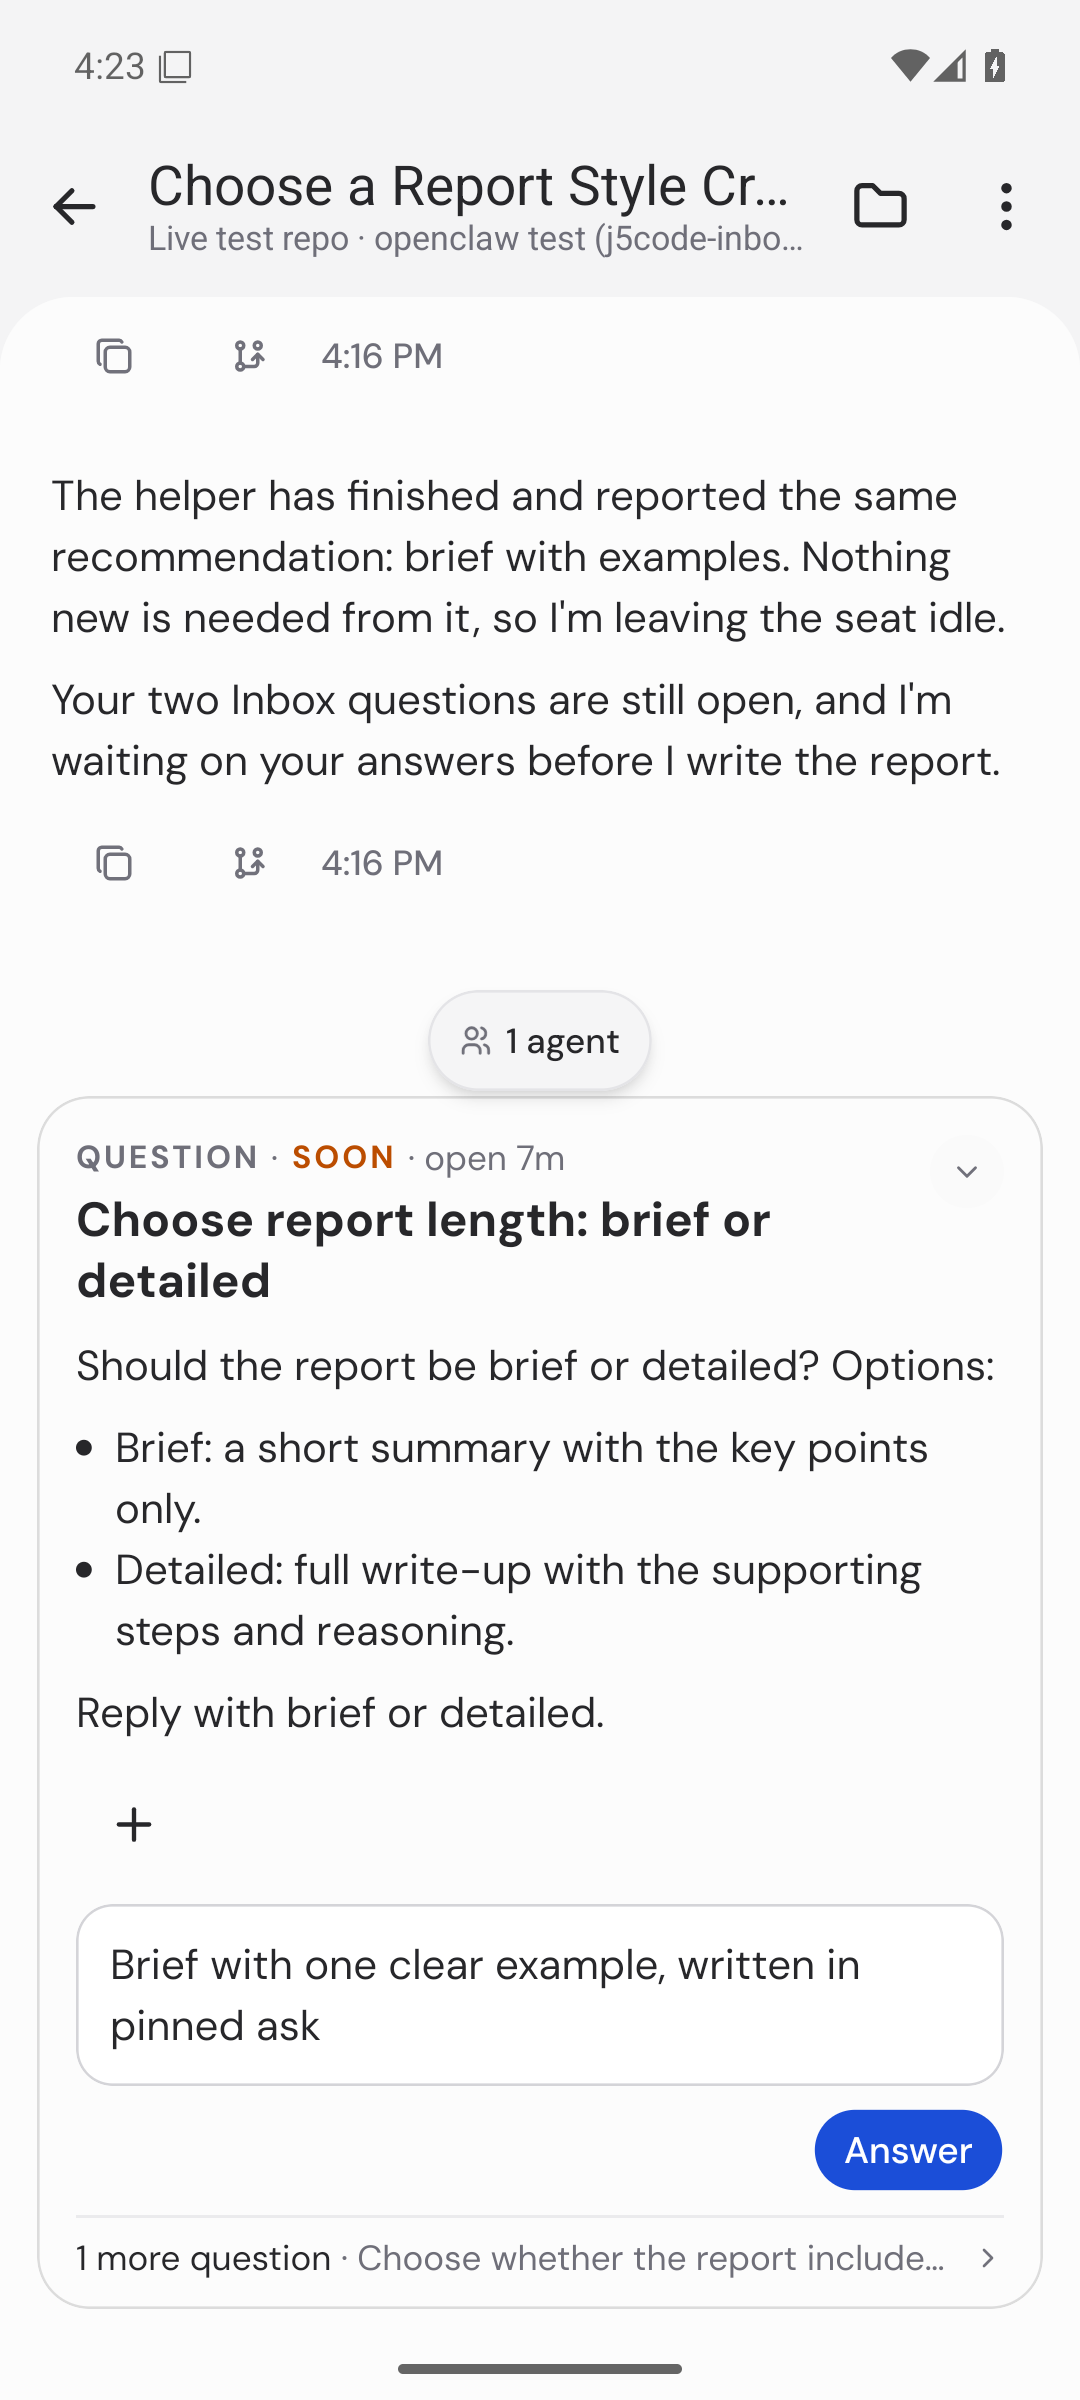 4:23
Choose a Report Style Cr...
Live test repo · openclaw test (j5code-inbo...
4:16 PM
The helper has finished and reported the same
recommendation: brief with examples. Nothing
new is needed from it, so I'm leaving the seat idle.
Your two Inbox questions are still open, and I'm
waiting on your answers before I write the report.
4:16 PM
1 agent
QUESTION · SOON · open 7m
Choose report length: brief or
detailed
Should the report be brief or detailed? Options:
• Brief: a short summary with the key points
only.
• Detailed: full write-up with the supporting
steps and reasoning.
Reply with brief or detailed.
Brief with one clear example, written in
pinned ask
Answer
1 more question · Choose whether the report include...